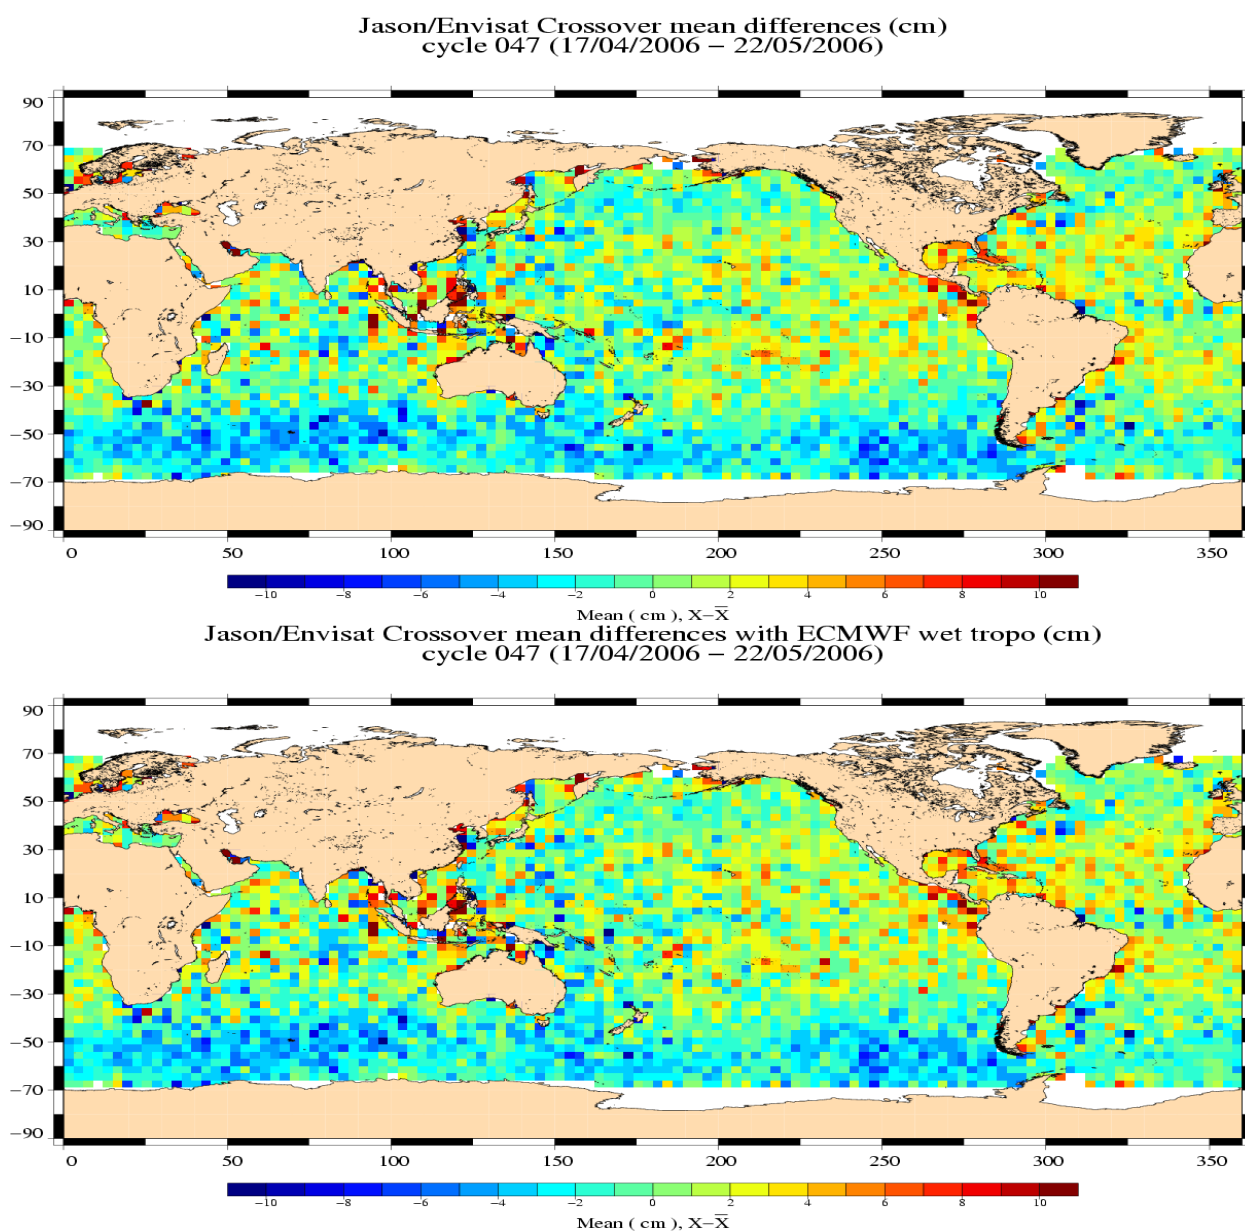 Jason/Envisat Crossover mean differences (cm)
cycle 047 (17/04/2006 − 22/05/2006)
90
70
50
30
10
−10
−30
−50
−70
−90
0 50 100 150 200 250 300 350
−10 −8 −6 −4 −2 0 2 4 6 8 10
Mean ( cm ), X−X̅
Jason/Envisat Crossover mean differences with ECMWF wet tropo (cm)
cycle 047 (17/04/2006 − 22/05/2006)
90
70
50
30
10
−10
−30
−50
−70
−90
0 50 100 150 200 250 300 350
−10 −8 −6 −4 −2 0 2 4 6 8 10
Mean ( cm ), X−X̅